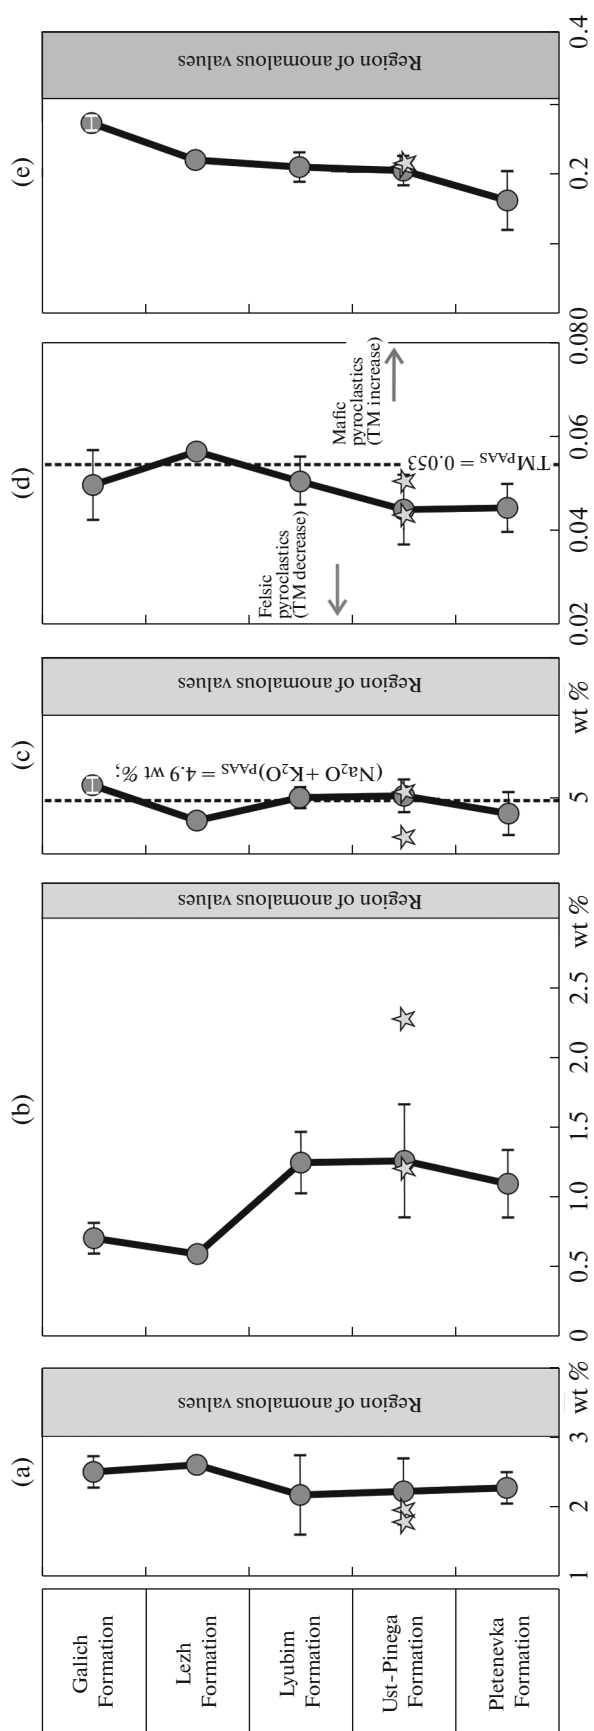 (e)
Region of anomalous values
0
0.2
0.4
(d)
Mafic
pyroclastics
(TM increase)
Felsic
pyroclastics
(TM decrease)
TMPAAS = 0.053
0.02
0.04
0.06
0.080
(c)
Region of anomalous values
(Na2O + K2O)PAAS = 4.9 wt %;
5
wt %
(b)
Region of anomalous values
0
0.5
1.0
1.5
2.0
2.5
wt %
(a)
Region of anomalous values
1
2
3
wt %
Galich
Formation
Lezh
Formation
Lyubim
Formation
Ust-Pinega
Formation
Pletenevka
Formation